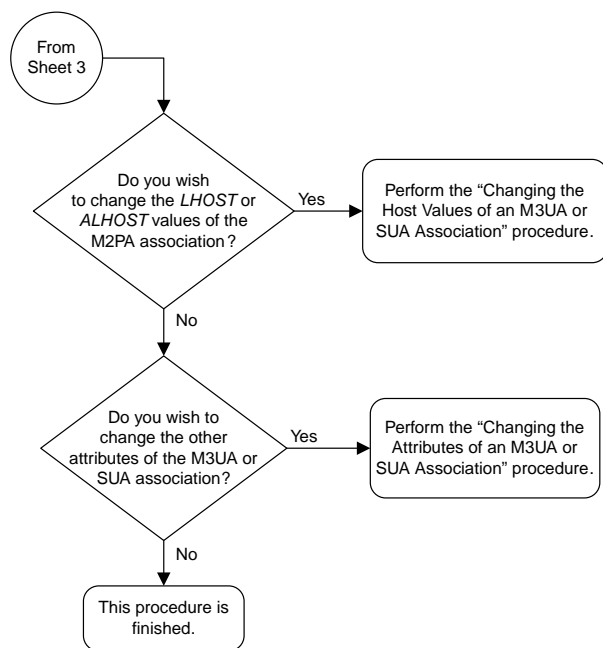 From
Sheet 3
Do you wish
to change the LHOST or
ALHOST values of the
M2PA association ?
Yes
Perform the “Changing the
Host Values of an M3UA or
SUA Association” procedure.
No
Do you wish to
change the other
attributes of the M3UA or
SUA association?
Yes
Perform the “Changing the
Attributes of an M3UA or
SUA Association” procedure.
No
This procedure is
finished.